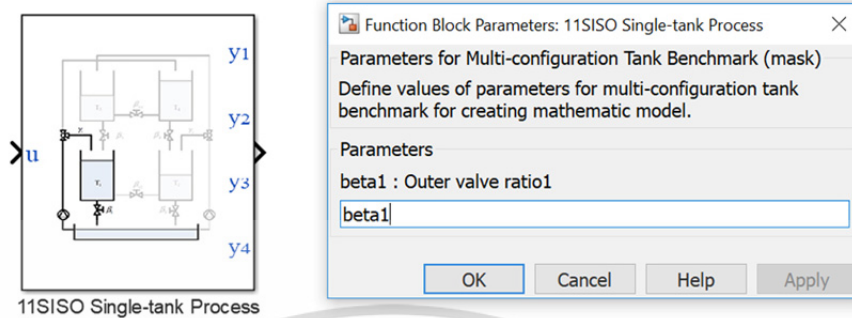 u
y1
y2
y3
y4
11SISO Single-tank Process
Function Block Parameters: 11SISO Single-tank Process
Parameters for Multi-configuration Tank Benchmark (mask)
Define values of parameters for multi-configuration tank
benchmark for creating mathematic model.
Parameters
beta1 : Outer valve ratio1
beta1
OK
Cancel
Help
Apply